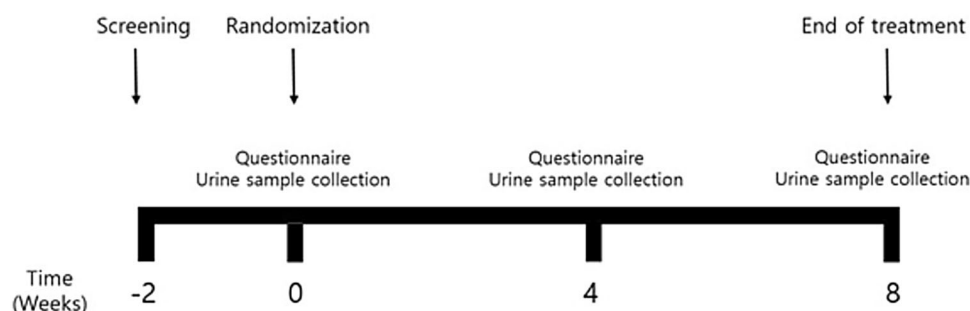 Screening
Randomization
End of treatment
Questionnaire
Urine sample collection
Questionnaire
Urine sample collection
Questionnaire
Urine sample collection
Time
(Weeks)
-2
0
4
8